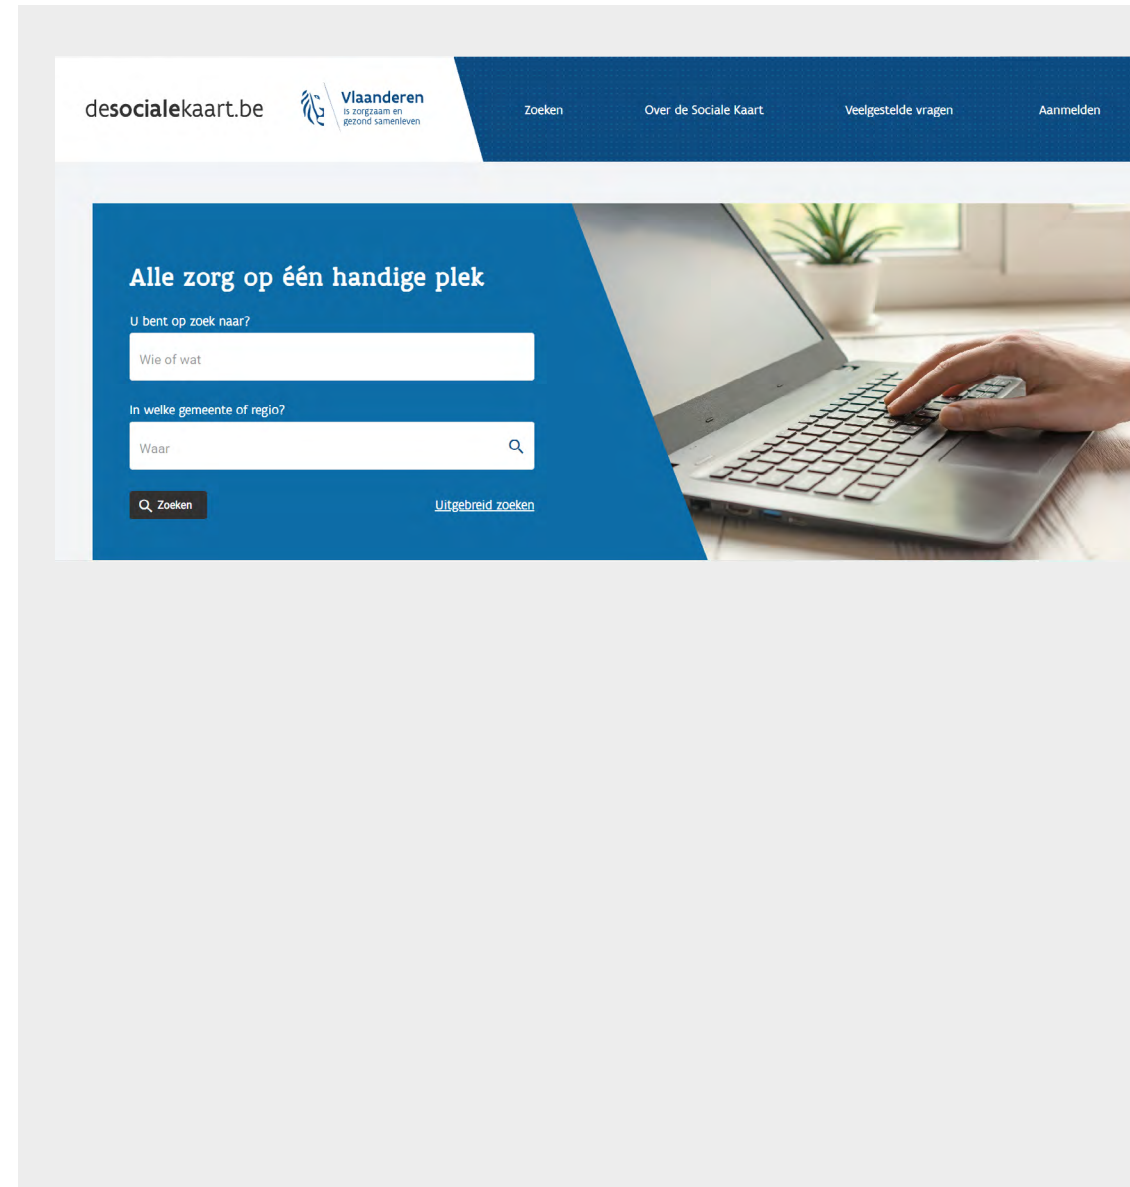 desocialekaart.be
Vlaanderen
is zorgzaam en
gezond samenleven
Zoeken
Over de Sociale Kaart
Veelgestelde vragen
Aanmelden
Alle zorg op één handige plek
U bent op zoek naar?
Wie of wat
In welke gemeente of regio?
Waar
Zoeken
Uitgebreid zoeken